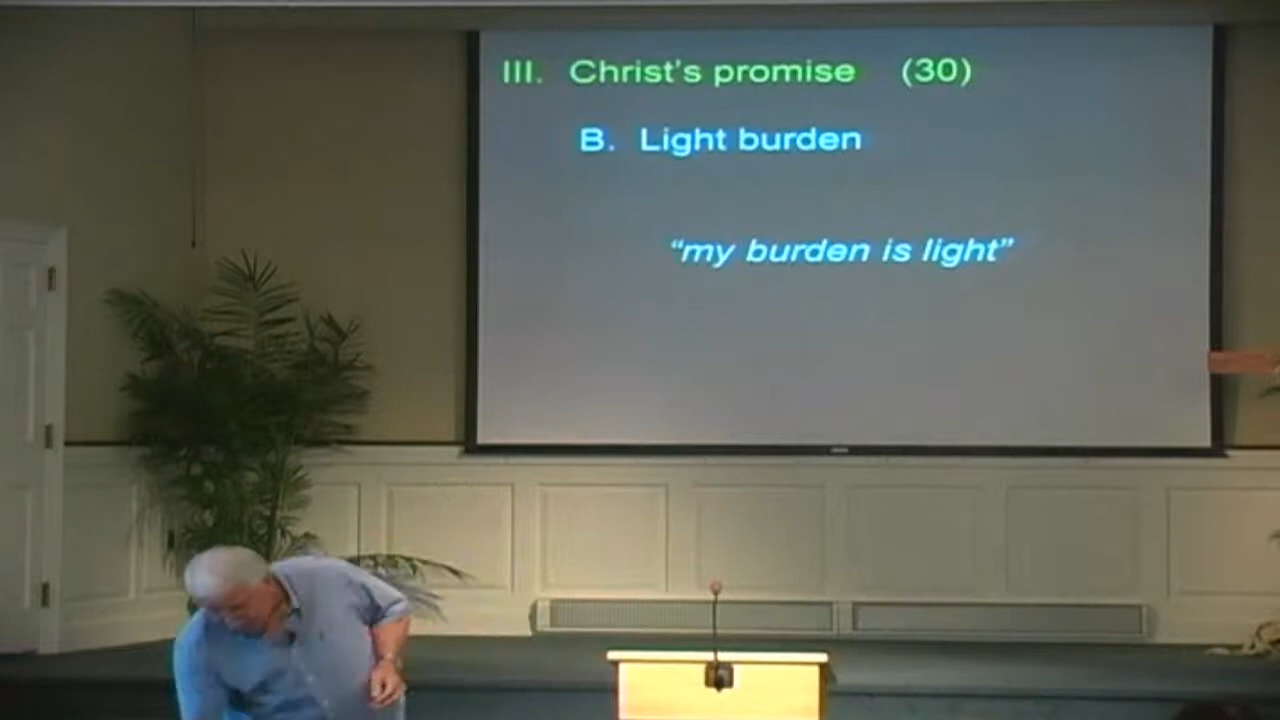 III. Christ's promise (30)
B. Light burden
“my burden is light”